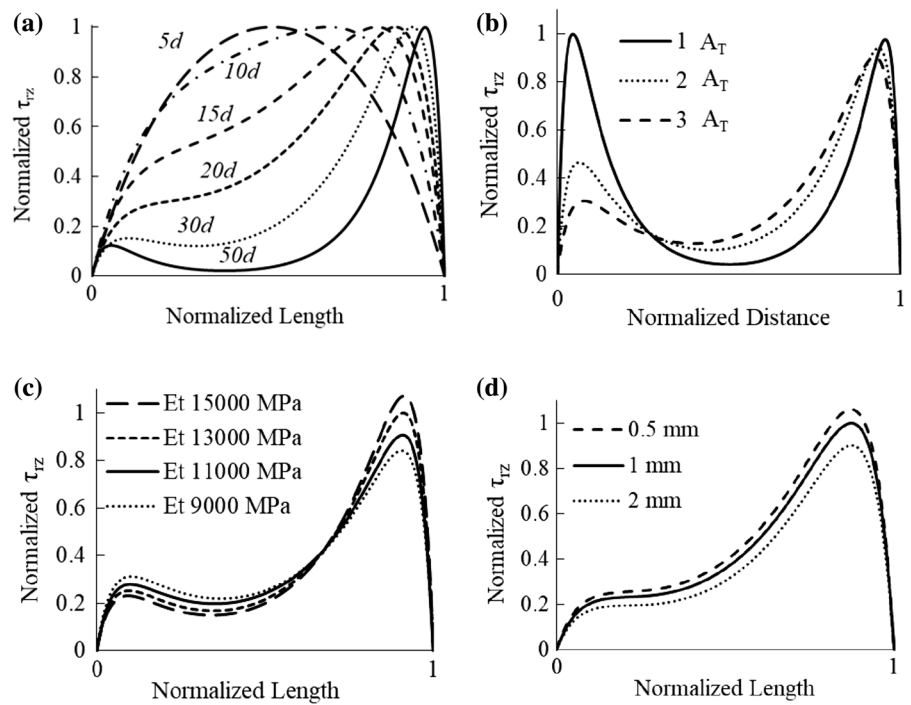 (a)
Normalized τrz
1
0.8
0.6
0.4
0.2
0
5d
10d
15d
20d
30d
50d
0
1
Normalized Length
(b)
Normalized τrz
1
0.8
0.6
0.4
0.2
0
1 AT
2 AT
3 AT
0
1
Normalized Distance
(c)
Normalized τrz
1
0.8
0.6
0.4
0.2
0
Et 15000 MPa
Et 13000 MPa
Et 11000 MPa
Et 9000 MPa
0
1
Normalized Length
(d)
Normalized τrz
1
0.8
0.6
0.4
0.2
0
0.5 mm
1 mm
2 mm
0
1
Normalized Length